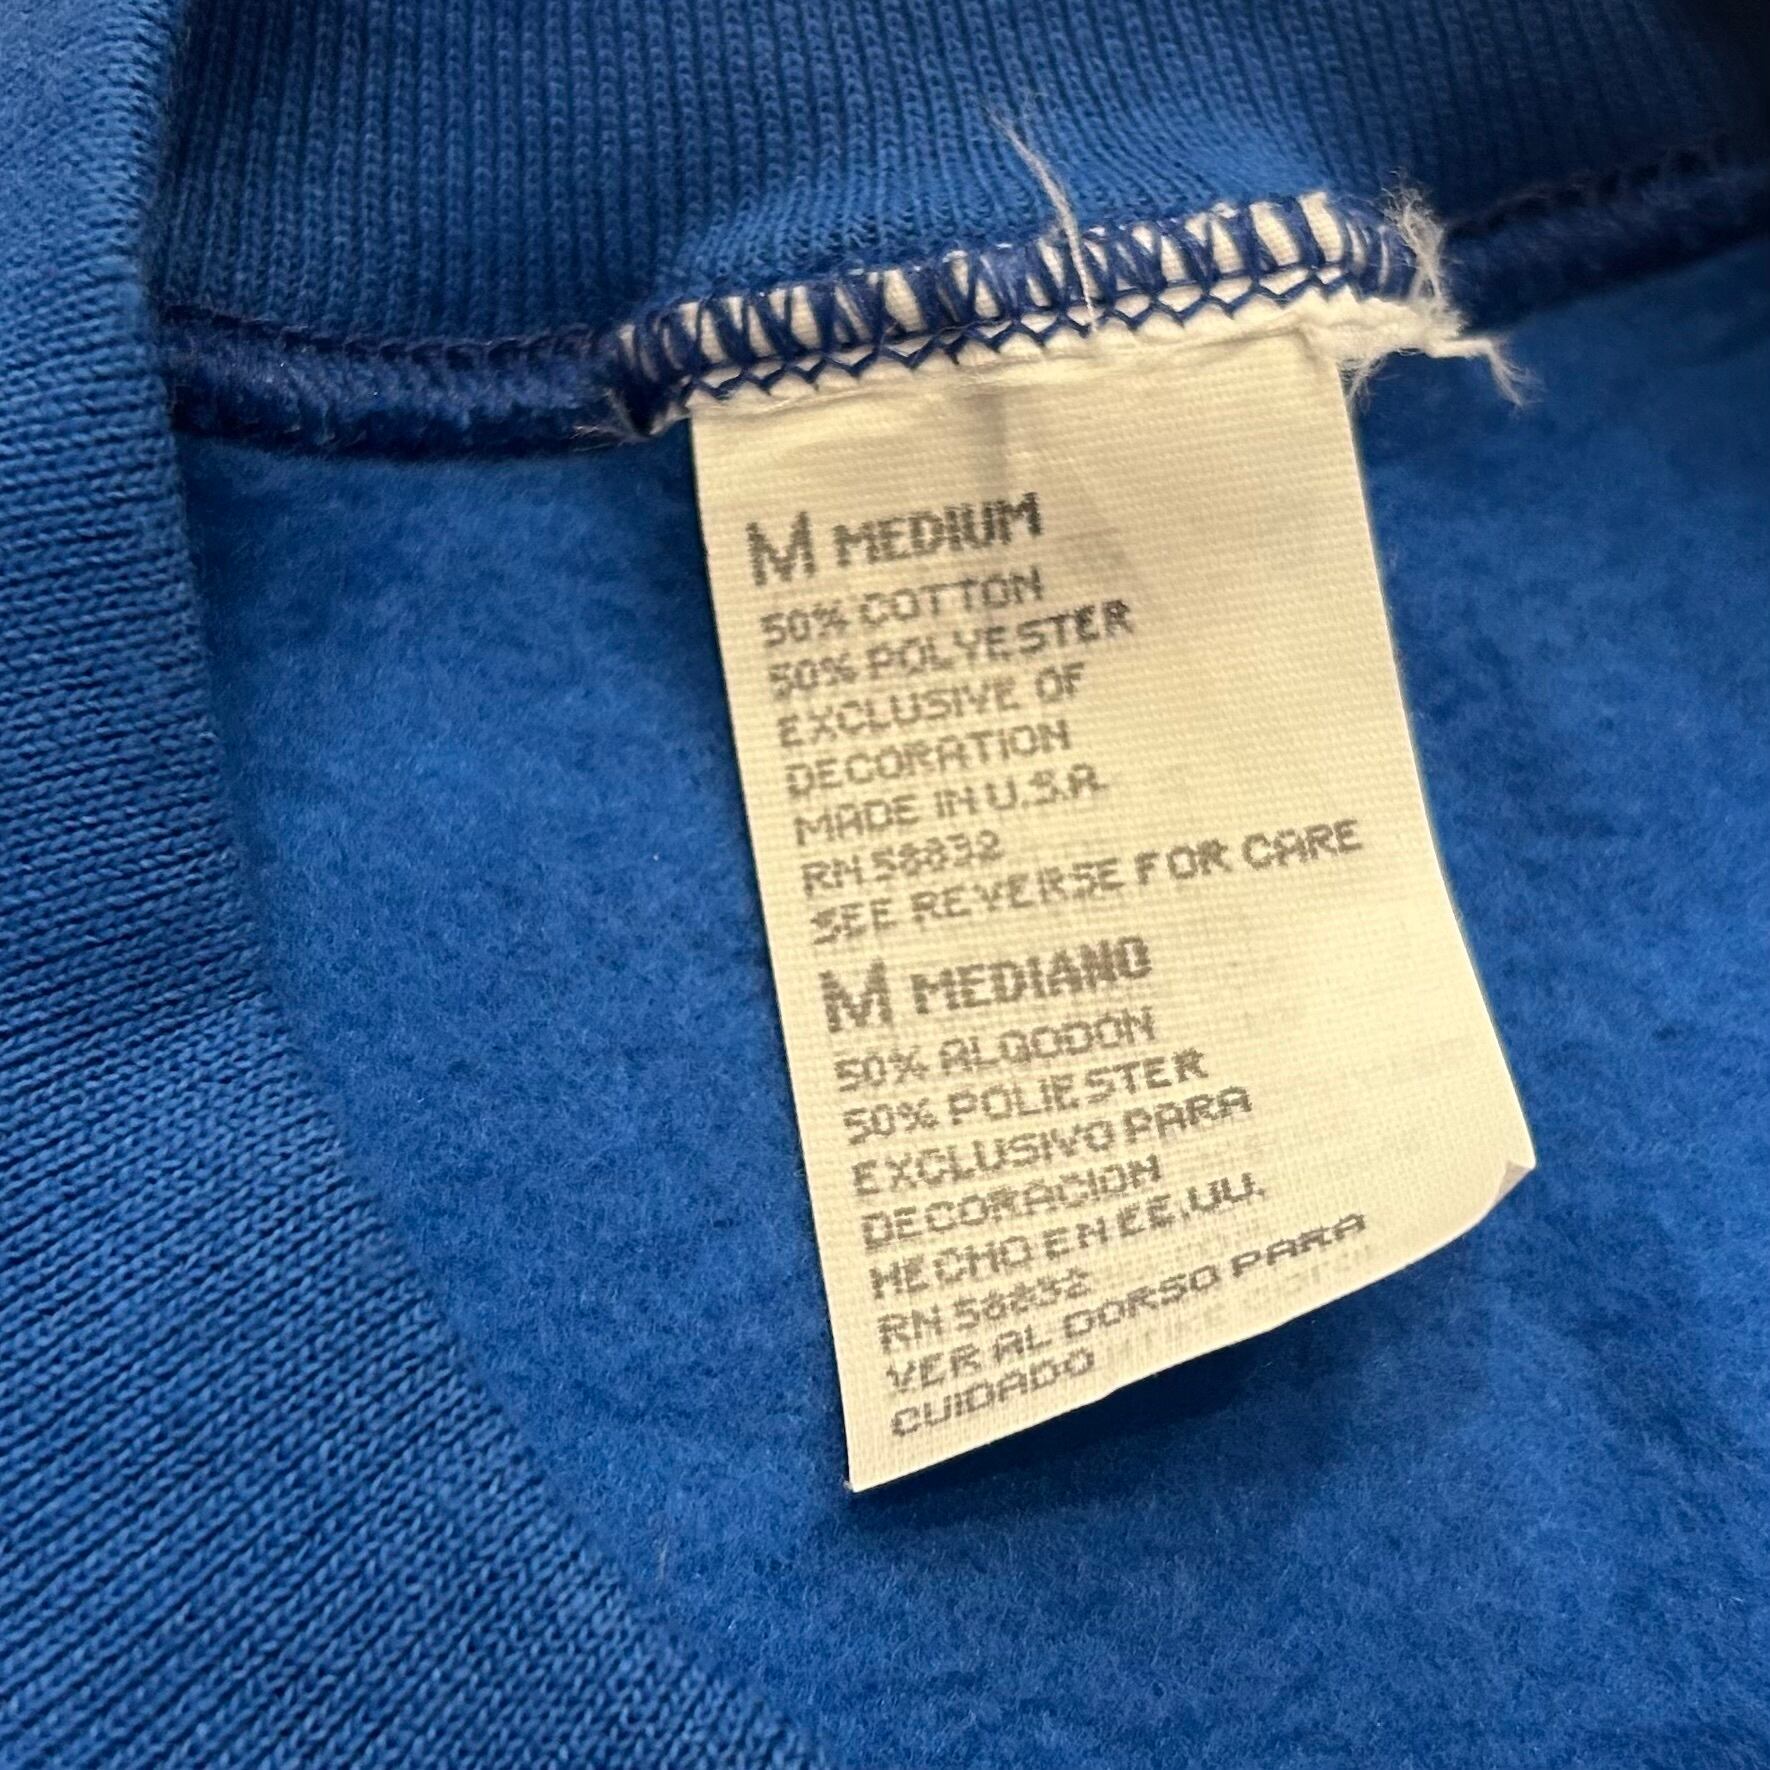 M MEDIUM
50% COTTON
50% POLYESTER
EXCLUSIVE OF
DECORATION
MADE IN U.S.A.
RN 58832
SEE REVERSE FOR CARE
M MEDIANO
50% ALGODON
50% POLIESTER
EXCLUSIVO PARA
DECORACION
HECHO EN EE.UU.
RN 58832
VER AL DORSO PARA
CUIDADO